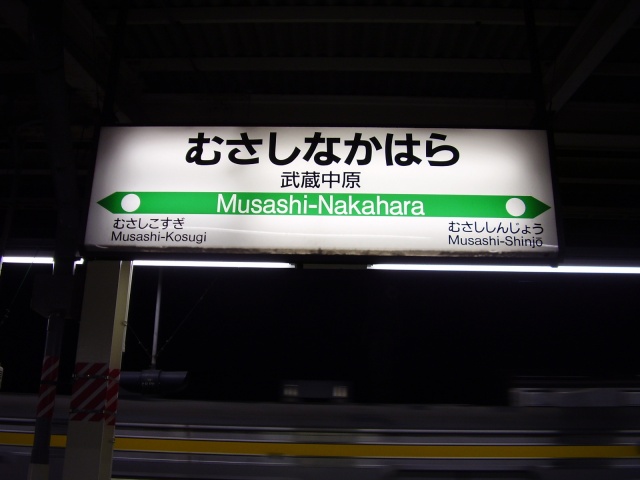 むさしなかはら
武蔵中原
Musashi-Nakahara
むさしこすぎ
Musashi-Kosugi
むさししんじょう
Musashi-Shinjō